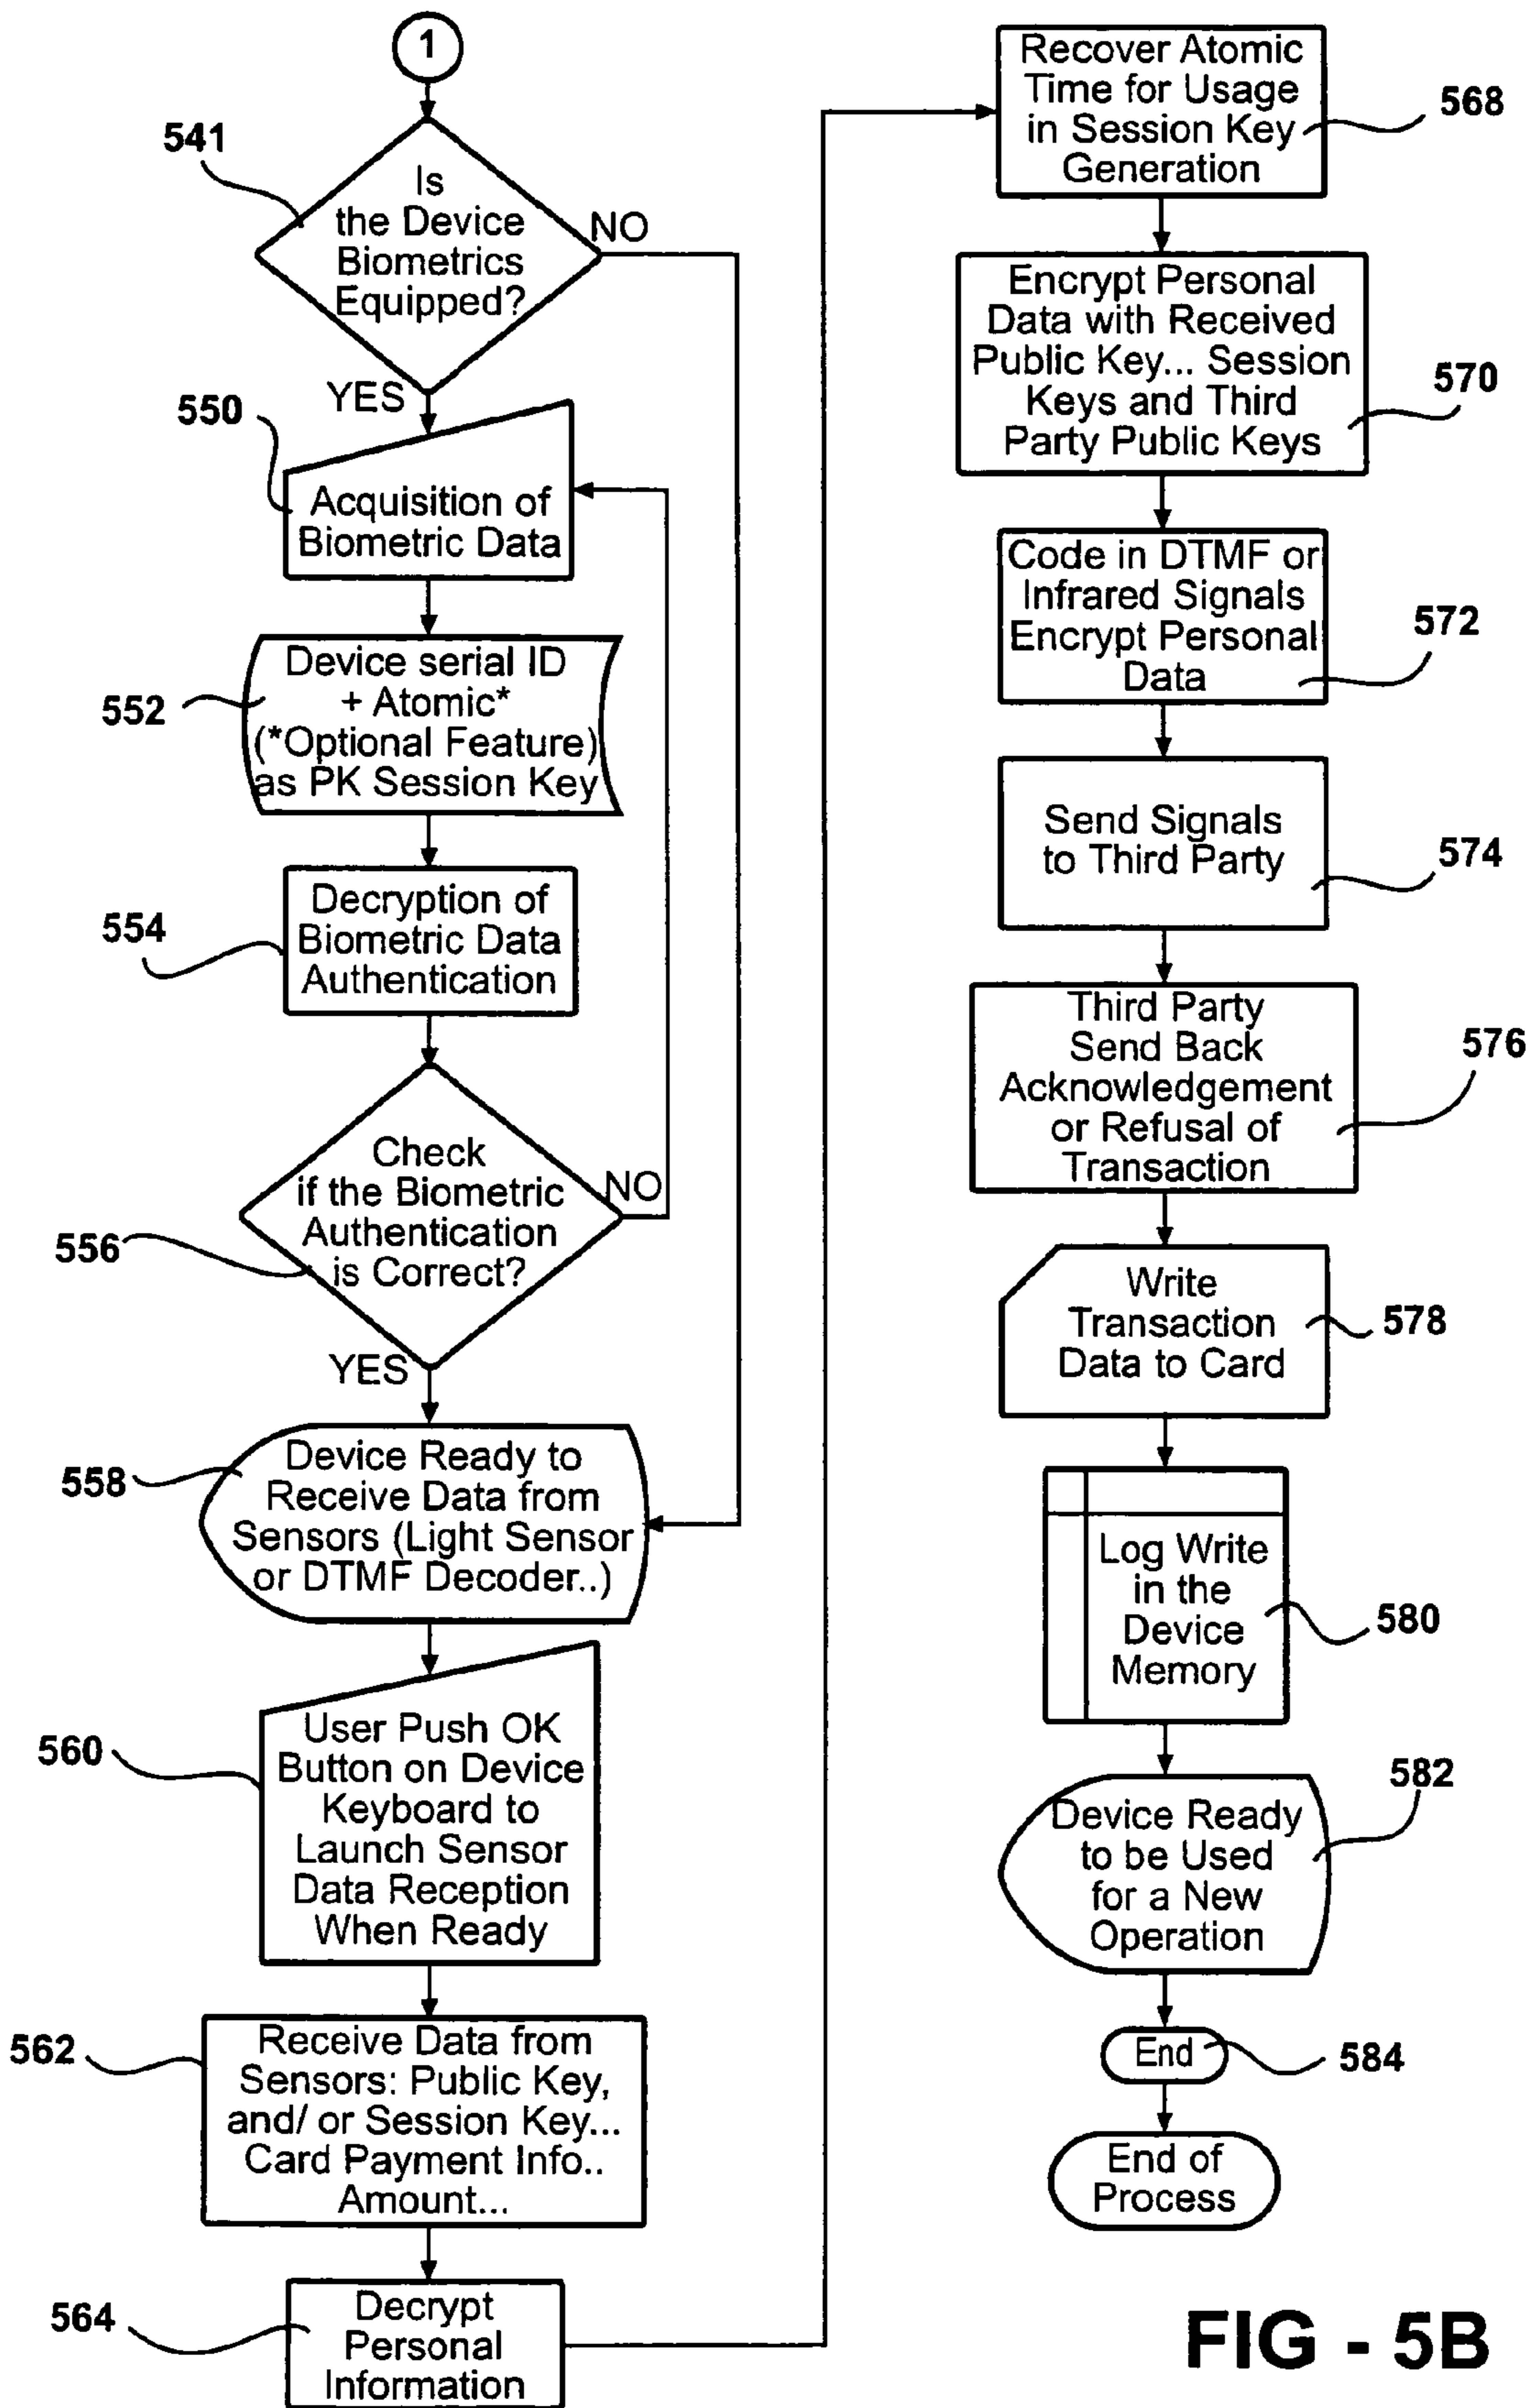 1
541
Is
the Device
Biometrics
Equipped?
NO
YES
550
Acquisition of
Biometric Data
552
Device serial ID
+ Atomic*
(*Optional Feature)
as PK Session Key
554
Decryption of
Biometric Data
Authentication
Check
if the Biometric
Authentication
is Correct?
NO
556
YES
558
Device Ready to
Receive Data from
Sensors (Light Sensor
or DTMF Decoder..)
560
User Push OK
Button on Device
Keyboard to
Launch Sensor
Data Reception
When Ready
562
Receive Data from
Sensors: Public Key,
and/ or Session Key...
Card Payment Info..
Amount...
564
Decrypt
Personal
Information
Recover Atomic
Time for Usage
in Session Key
Generation
568
Encrypt Personal
Data with Received
Public Key... Session
Keys and Third
Party Public Keys
570
Code in DTMF or
Infrared Signals
Encrypt Personal
Data
572
Send Signals
to Third Party
574
Third Party
Send Back
Acknowledgement
or Refusal of
Transaction
576
Write
Transaction
Data to Card
578
Log Write
in the
Device
Memory
580
Device Ready
to be Used
for a New
Operation
582
End
584
End of
Process
FIG - 5B